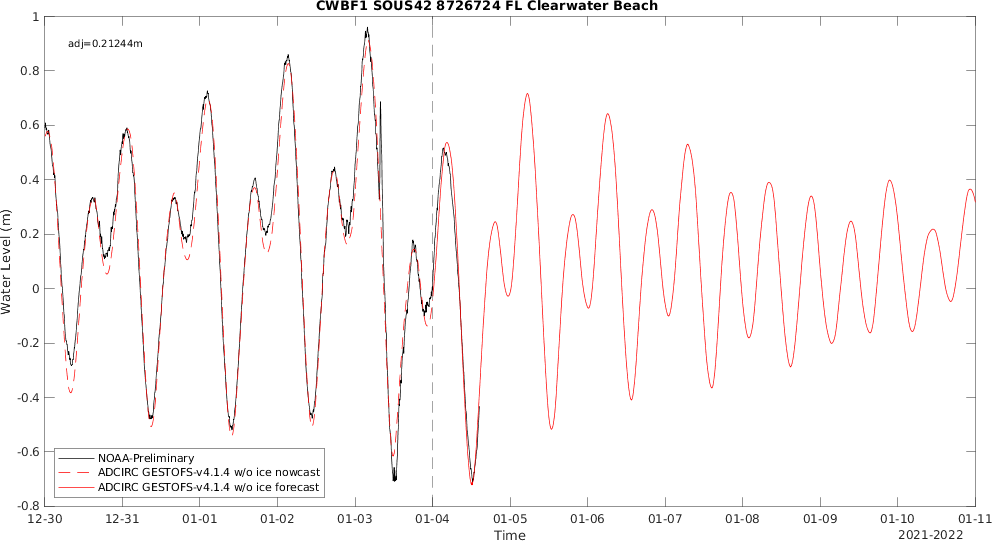 CWBF1 SOUS42 8726724 FL Clearwater Beach
adj=0.21244m
Water Level (m)
1
0.8
0.6
0.4
0.2
0
-0.2
-0.4
-0.6
-0.8
NOAA-Preliminary
ADCIRC GESTOFS-v4.1.4 w/o ice nowcast
ADCIRC GESTOFS-v4.1.4 w/o ice forecast
12-30 12-31 01-01 01-02 01-03 01-04 01-05 01-06 01-07 01-08 01-09 01-10 01-11
Time
2021-2022